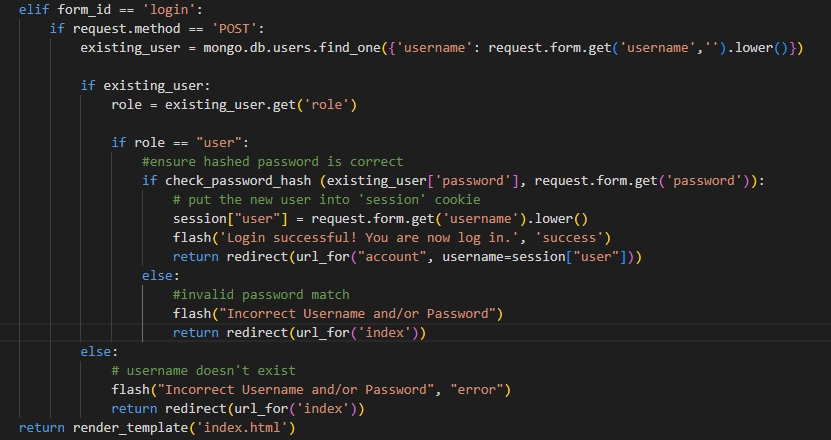 elif form_id == 'login':
if request.method == 'POST':
existing_user = mongo.db.users.find_one({'username': request.form.get('username','').lower()})
if existing_user:
role = existing_user.get('role')
if role == "user":
#ensure hashed password is correct
if check_password_hash (existing_user['password'], request.form.get('password')):
# put the new user into 'session' cookie
session["user"] = request.form.get('username').lower()
flash('Login successful! You are now log in.', 'success')
return redirect(url_for("account", username=session["user"]))
else:
#invalid password match
flash("Incorrect Username and/or Password")
return redirect(url_for('index'))
else:
# username doesn't exist
flash("Incorrect Username and/or Password", "error")
return redirect(url_for('index'))
return render_template('index.html')